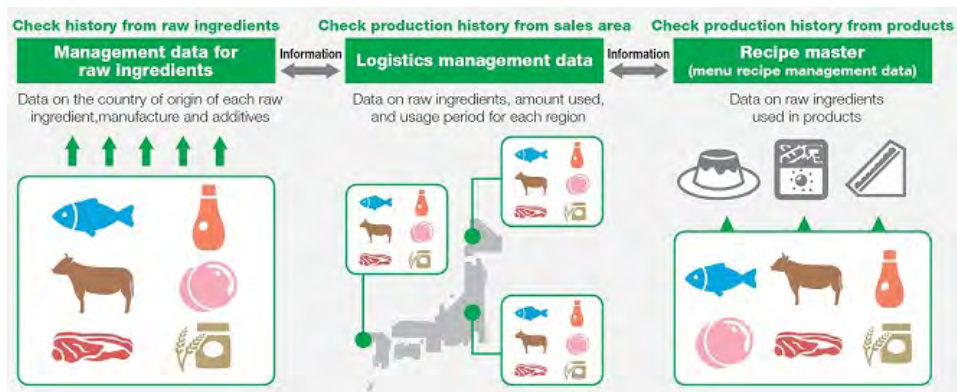 Check history from raw ingredients
Management data for
raw ingredients
Data on the country of origin of each raw
ingredient,manufacture and additives
Information
Check production history from sales area
Logistics management data
Data on raw ingredients, amount used,
and usage period for each region
Information
Check production history from products
Recipe master
(menu recipe management data)
Data on raw ingredients
used in products